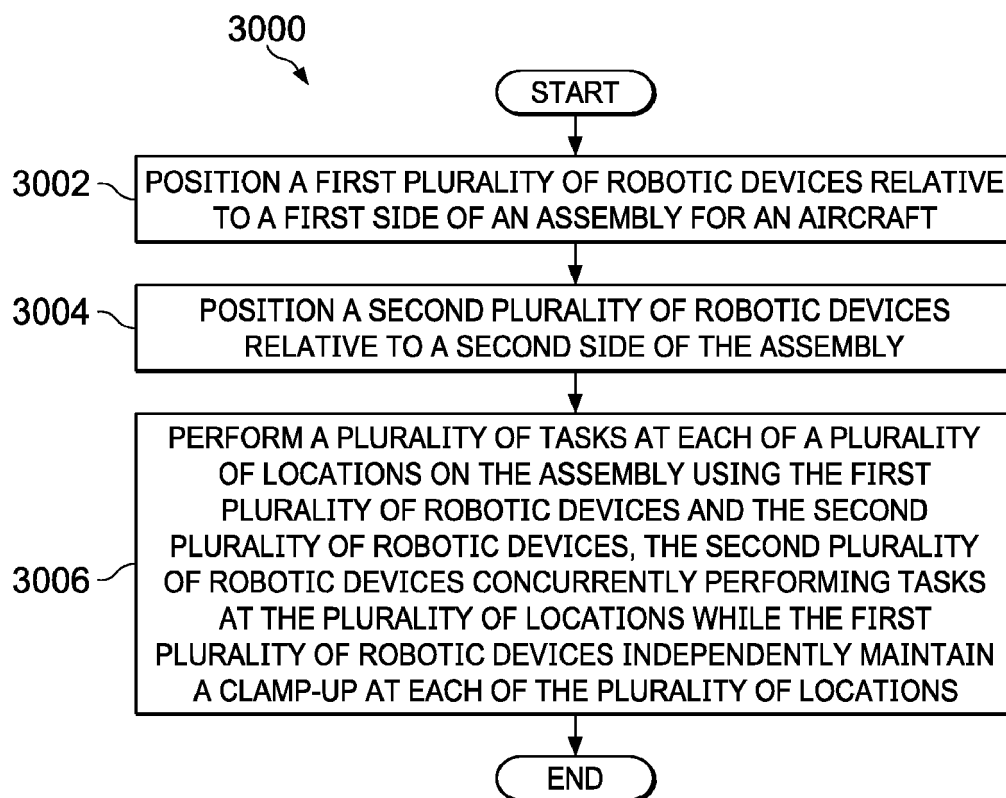 3000
START
3002
POSITION A FIRST PLURALITY OF ROBOTIC DEVICES RELATIVE
TO A FIRST SIDE OF AN ASSEMBLY FOR AN AIRCRAFT
3004
POSITION A SECOND PLURALITY OF ROBOTIC DEVICES
RELATIVE TO A SECOND SIDE OF THE ASSEMBLY
3006
PERFORM A PLURALITY OF TASKS AT EACH OF A PLURALITY
OF LOCATIONS ON THE ASSEMBLY USING THE FIRST
PLURALITY OF ROBOTIC DEVICES AND THE SECOND
PLURALITY OF ROBOTIC DEVICES, THE SECOND PLURALITY
OF ROBOTIC DEVICES CONCURRENTLY PERFORMING TASKS
AT THE PLURALITY OF LOCATIONS WHILE THE FIRST
PLURALITY OF ROBOTIC DEVICES INDEPENDENTLY MAINTAIN
A CLAMP-UP AT EACH OF THE PLURALITY OF LOCATIONS
END